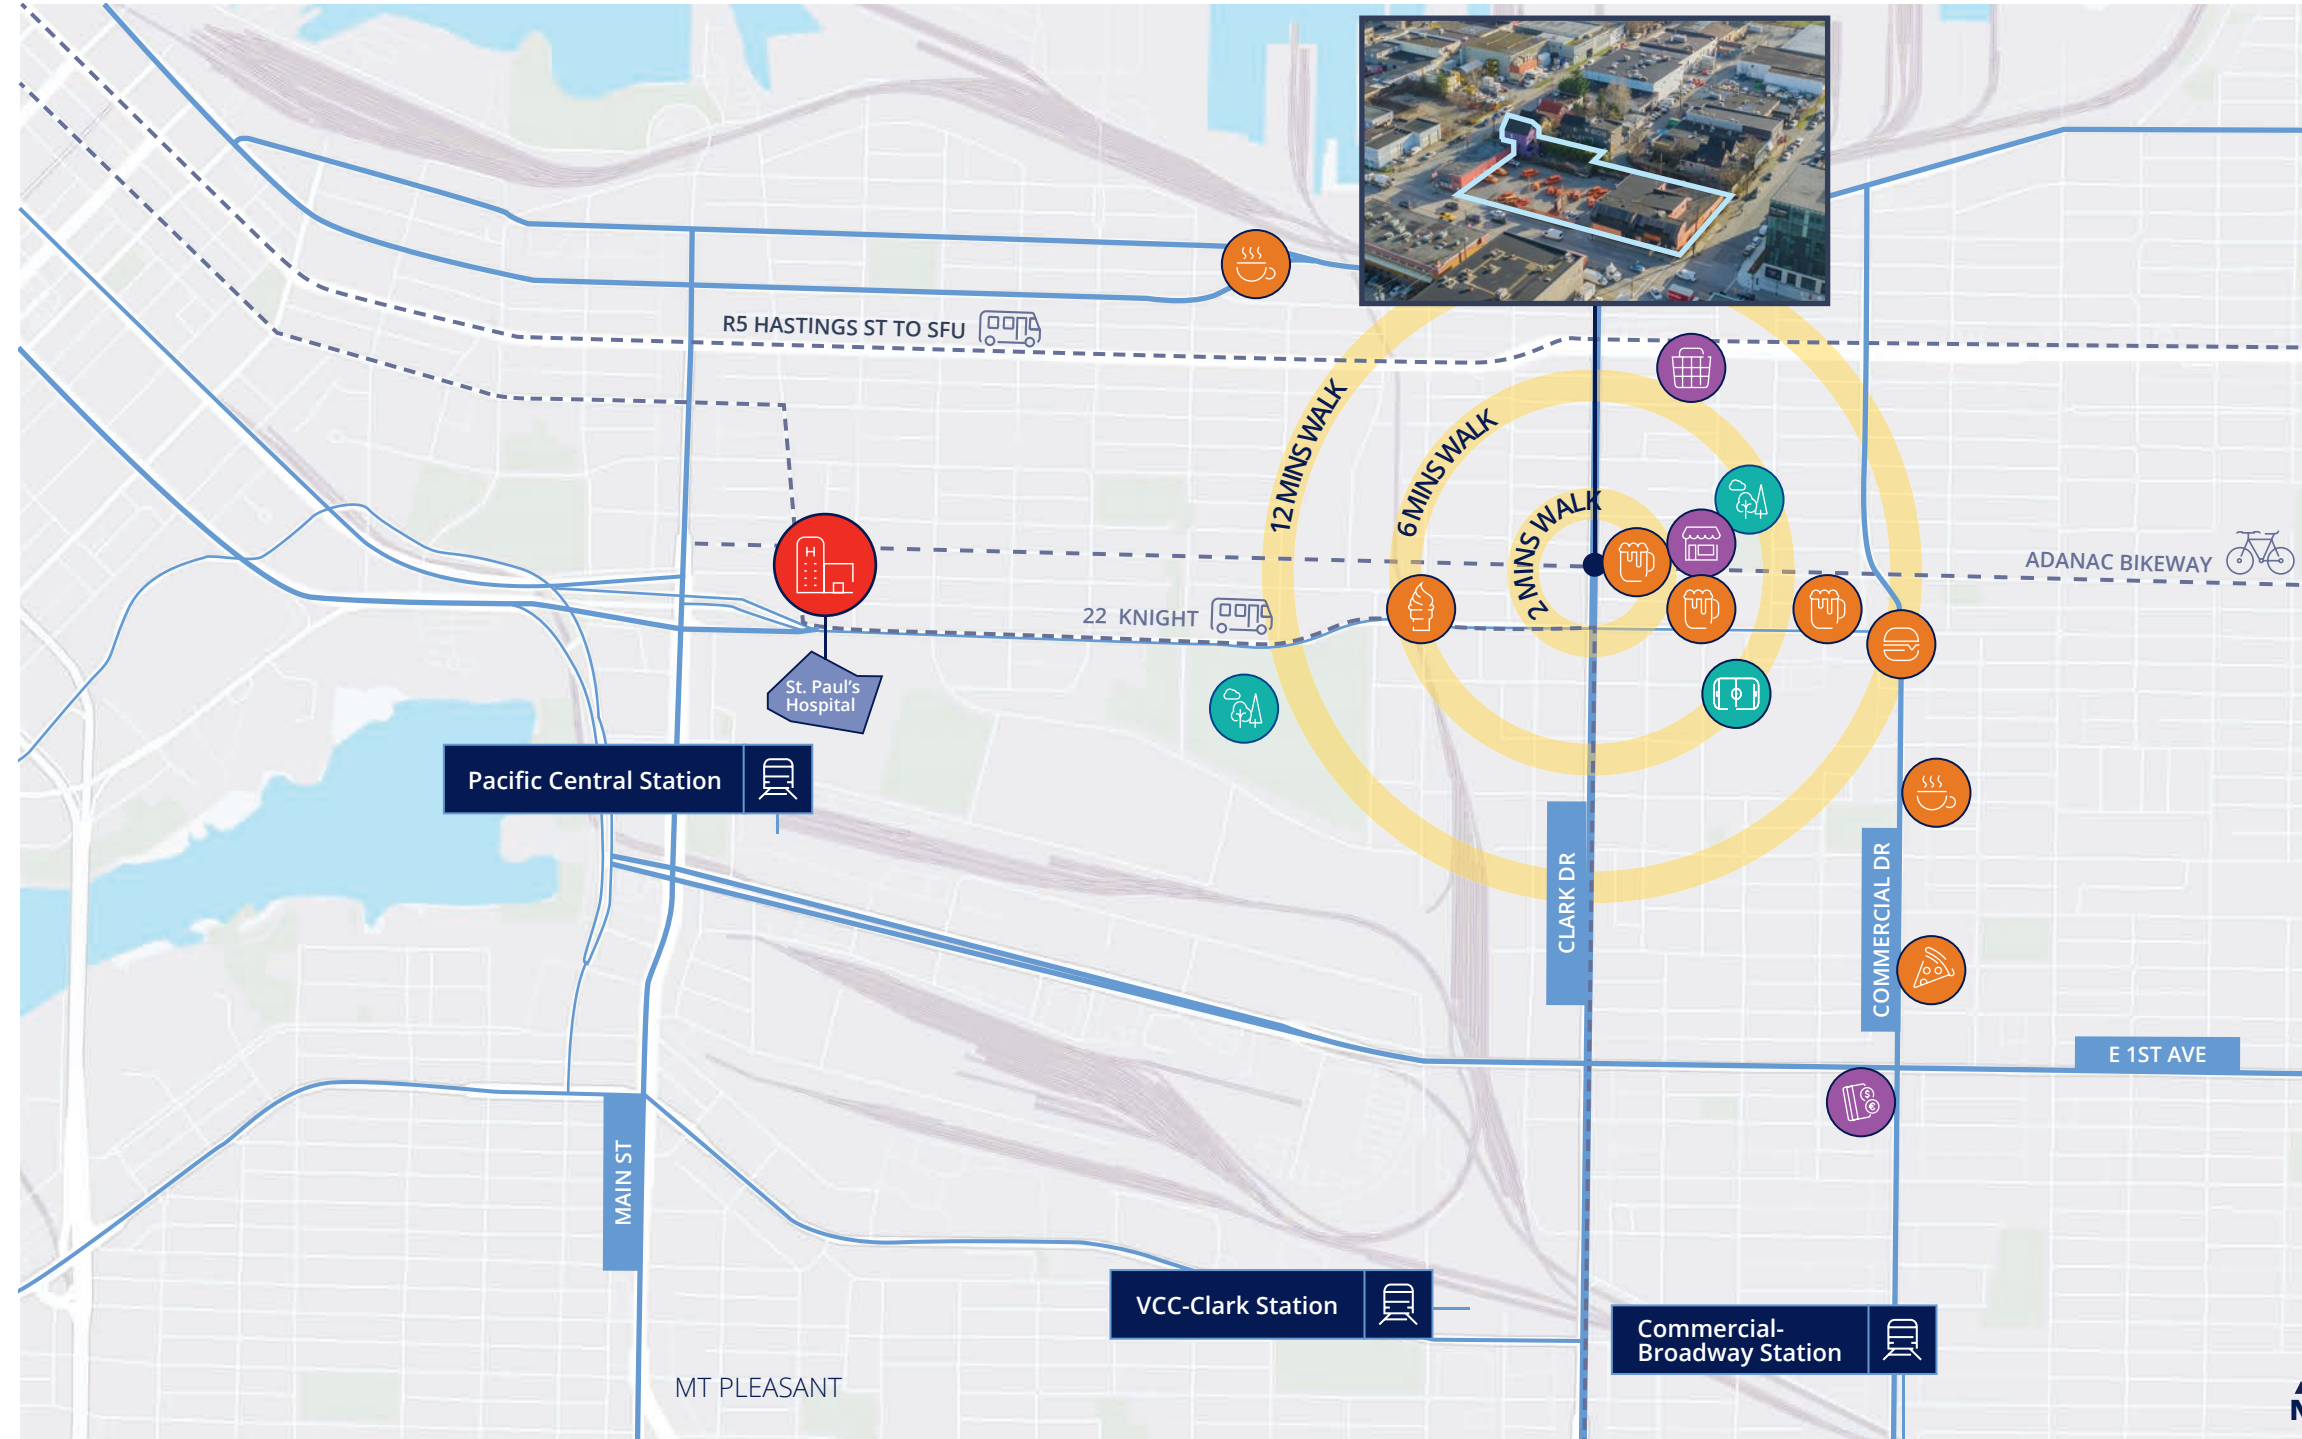 R5 HASTINGS ST TO SFU
12 MINS WALK
6 MINS WALK
2 MINS WALK
ADANAC BIKEWAY
22 KNIGHT
St. Paul's
Hospital
Pacific Central Station
CLARK DR
COMMERCIAL DR
E 1ST AVE
MAIN ST
VCC-Clark Station
Commercial-
Broadway Station
MT PLEASANT